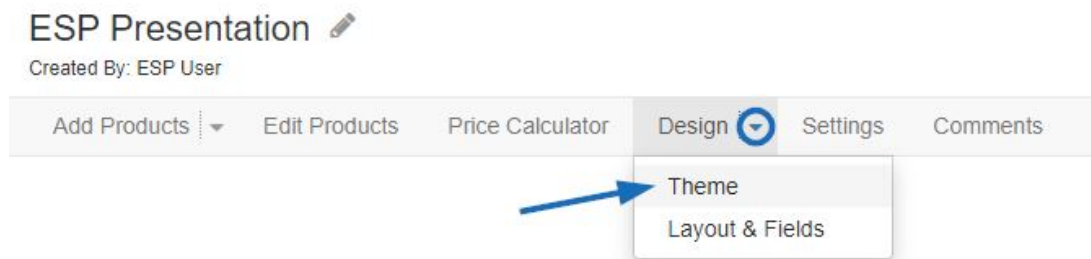 ESP Presentation
Created By: ESP User
Add Products Edit Products Price Calculator Design Settings Comments
Theme
Layout & Fields